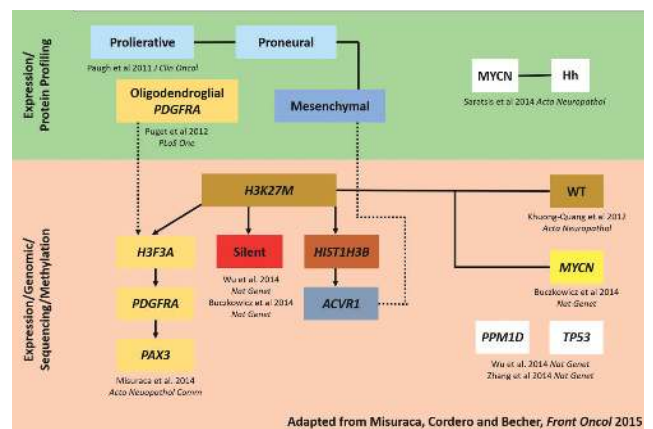 Expression/
Protein Profiling
Prolierative
Proneural
Paugh et al 2011 J Clin Oncol
Oligodendroglial
PDGFRA
Puget et al 2012
PLoS One
Mesenchymal
MYCN
Hh
Saratsis et al 2014 Acta Neuropathol
Expression/Genomic/
Sequencing/Methylation
H3K27M
WT
Khuong-Quang et al 2012
Acta Neuropathol
H3F3A
Silent
HIST1H3B
Wu et al. 2014
Nat Genet
Buczkowicz et al 2014
Nat Genet
MYCN
Buczkowicz et al 2014
Nat Genet
PDGFRA
ACVR1
PAX3
Misuraca et al. 2014
Acta Neuopathol Comm
PPM1D
TP53
Wu et al. 2014 Nat Genet
Zhang et al 2014 Nat Genet
Adapted from Misuraca, Cordero and Becher, Front Oncol 2015